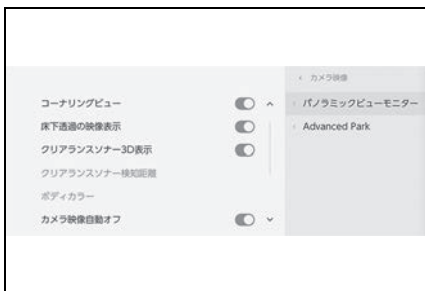 カメラ映像
コーナリングビュー
パノラミックビューモニター
床下透過の映像表示
Advanced Park
クリアランスソナー3D表示
クリアランスソナー検知距離
ボディカラー
カメラ映像自動オフ